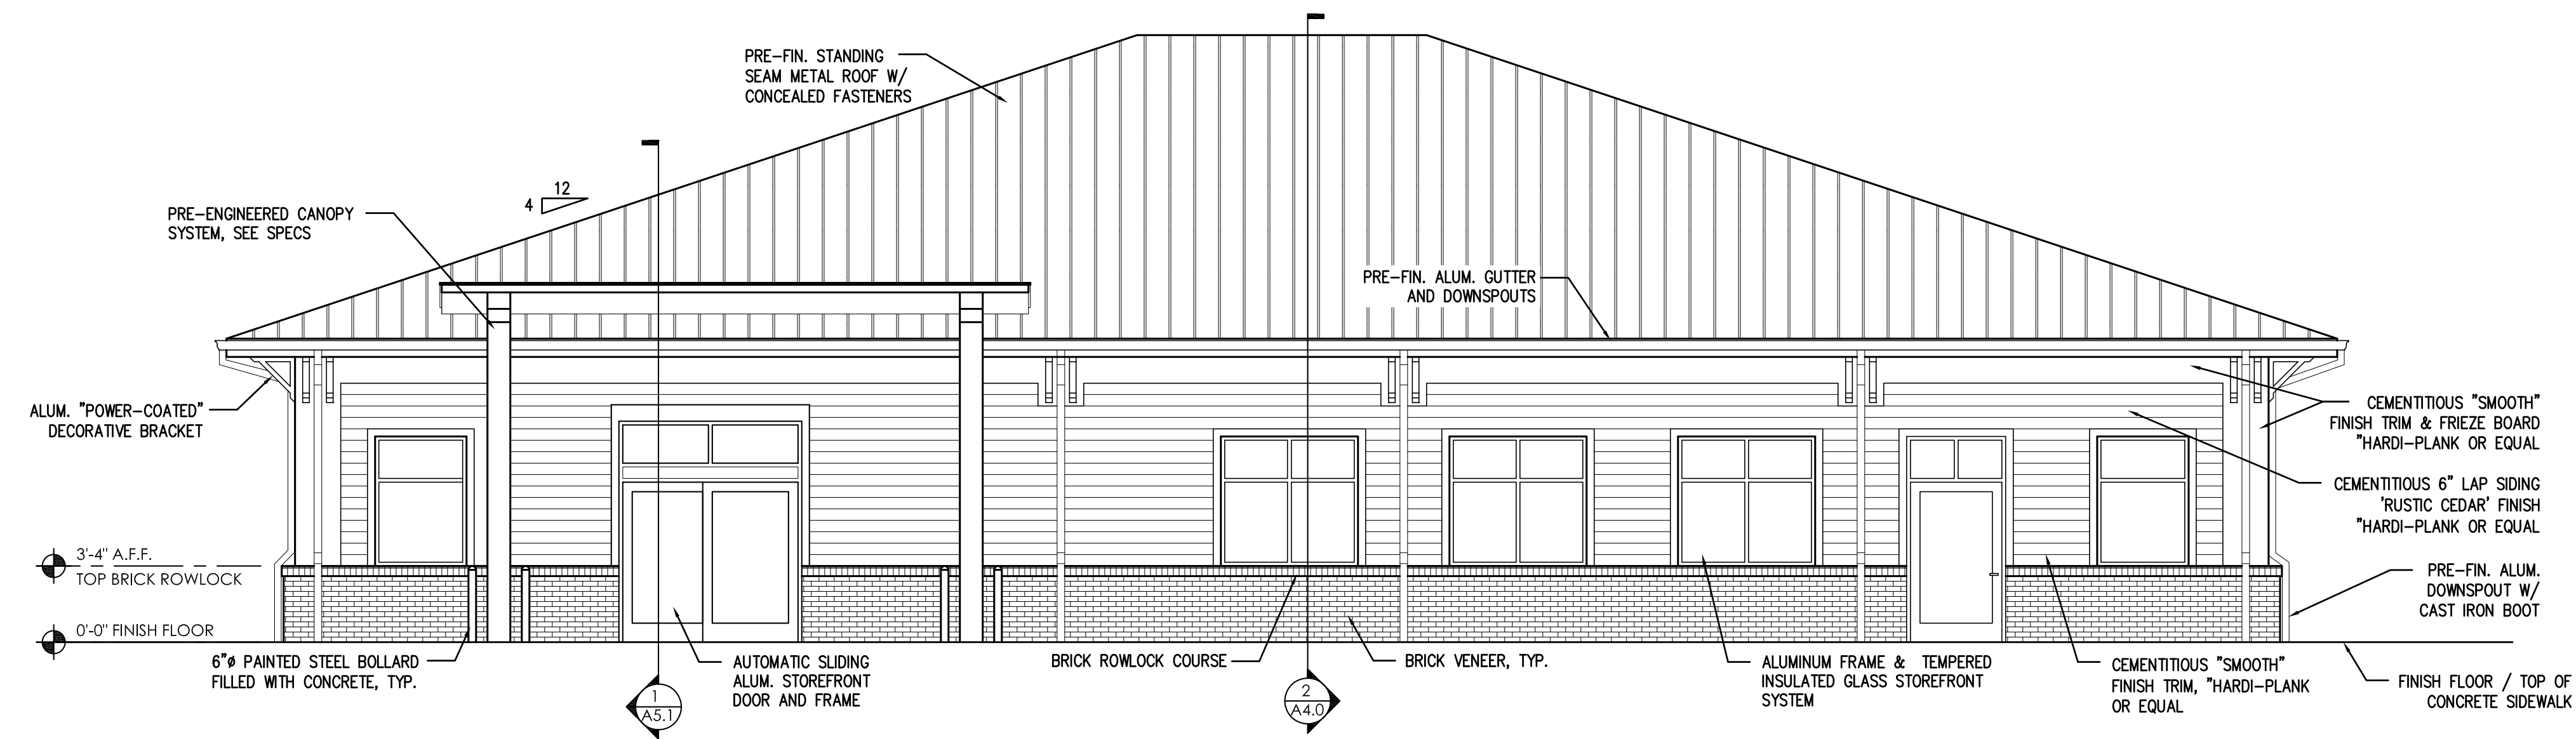 PRE-FIN. STANDING
SEAM METAL ROOF W/
CONCEALED FASTENERS
12
4
PRE-ENGINEERED CANOPY
SYSTEM, SEE SPECS
PRE-FIN. ALUM. GUTTER
AND DOWNSPOUTS
ALUM. "POWER-COATED"
DECORATIVE BRACKET
CEMENTITIOUS "SMOOTH"
FINISH TRIM & FRIEZE BOARD
"HARDI-PLANK OR EQUAL
CEMENTITIOUS 6" LAP SIDING
'RUSTIC CEDAR' FINISH
"HARDI-PLANK OR EQUAL
3'-4" A.F.F.
TOP BRICK ROWLOCK
PRE-FIN. ALUM.
DOWNSPOUT W/
CAST IRON BOOT
0'-0" FINISH FLOOR
6"ø PAINTED STEEL BOLLARD
FILLED WITH CONCRETE, TYP.
AUTOMATIC SLIDING
ALUM. STOREFRONT
DOOR AND FRAME
BRICK ROWLOCK COURSE
BRICK VENEER, TYP.
ALUMINUM FRAME & TEMPERED
INSULATED GLASS STOREFRONT
SYSTEM
CEMENTITIOUS "SMOOTH"
FINISH TRIM, "HARDI-PLANK
OR EQUAL
FINISH FLOOR / TOP OF
CONCRETE SIDEWALK
1
A5.1
2
A4.0